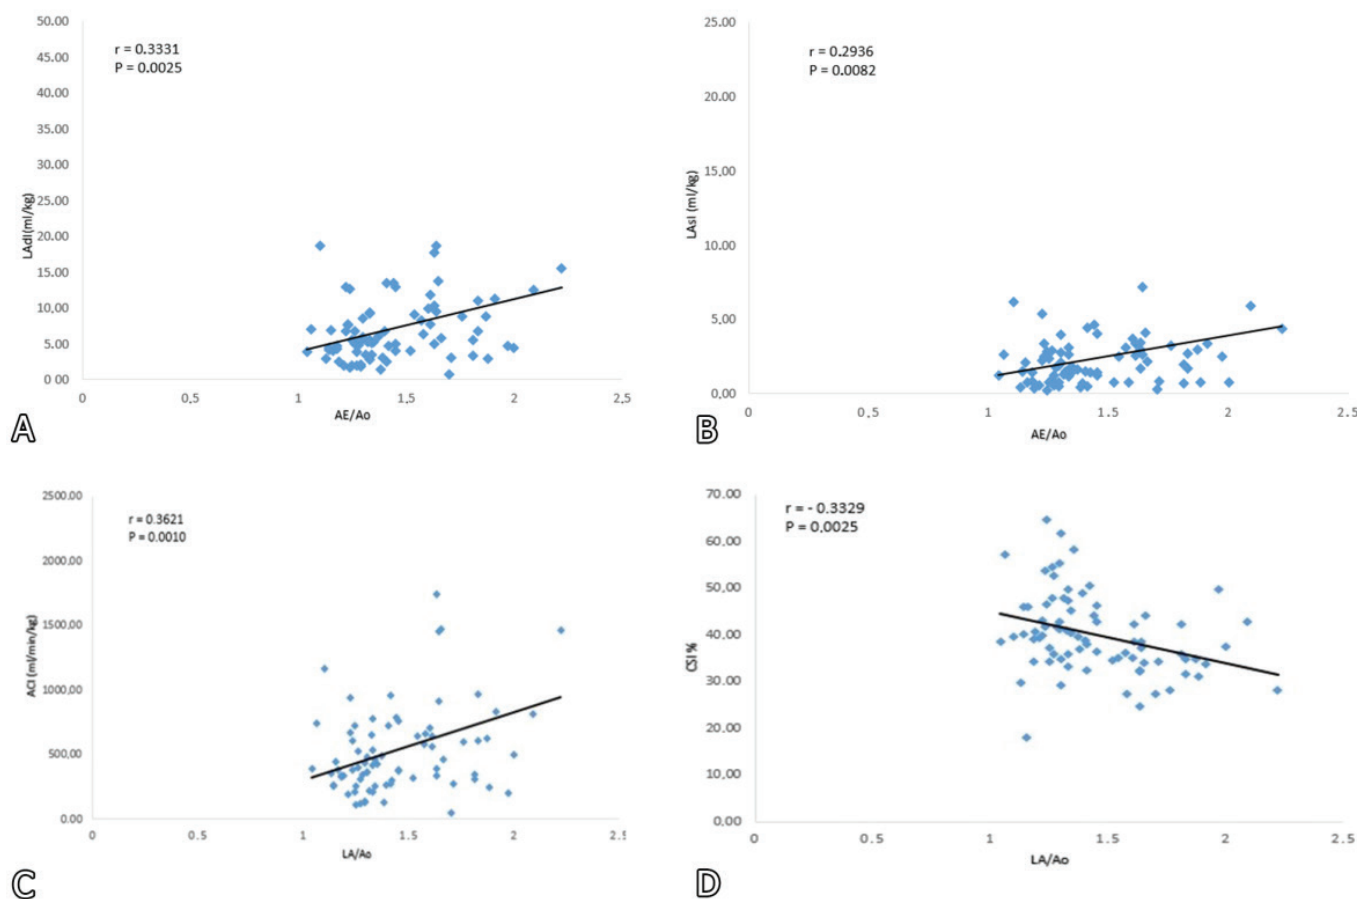 50.00
45.00
40.00
35.00
30.00
25.00
20.00
15.00
10.00
5.00
0.00
LAdI (ml/kg)
r = 0.3331
P = 0.0025
0
0,5
1
1,5
2
2,5
AE/Ao
A
25.00
20.00
15.00
10.00
5.00
0,00
LAsI (ml/kg)
r = 0.2936
P = 0.0082
0
0,5
1
1.5
2
2.5
AE/Ao
B
2500.00
2000.00
1500.00
1000.00
500.00
0.00
ACI (ml/min/kg)
r = 0.3621
P = 0.0010
0
0.5
1
1.5
2
2.5
LA/Ao
C
70.00
60.00
50.00
40.00
30.00
20.00
10,00
0,00
CSI %
r = - 0.3329
P = 0.0025
0
0.5
1
1.5
2
2.5
LA/Ao
D